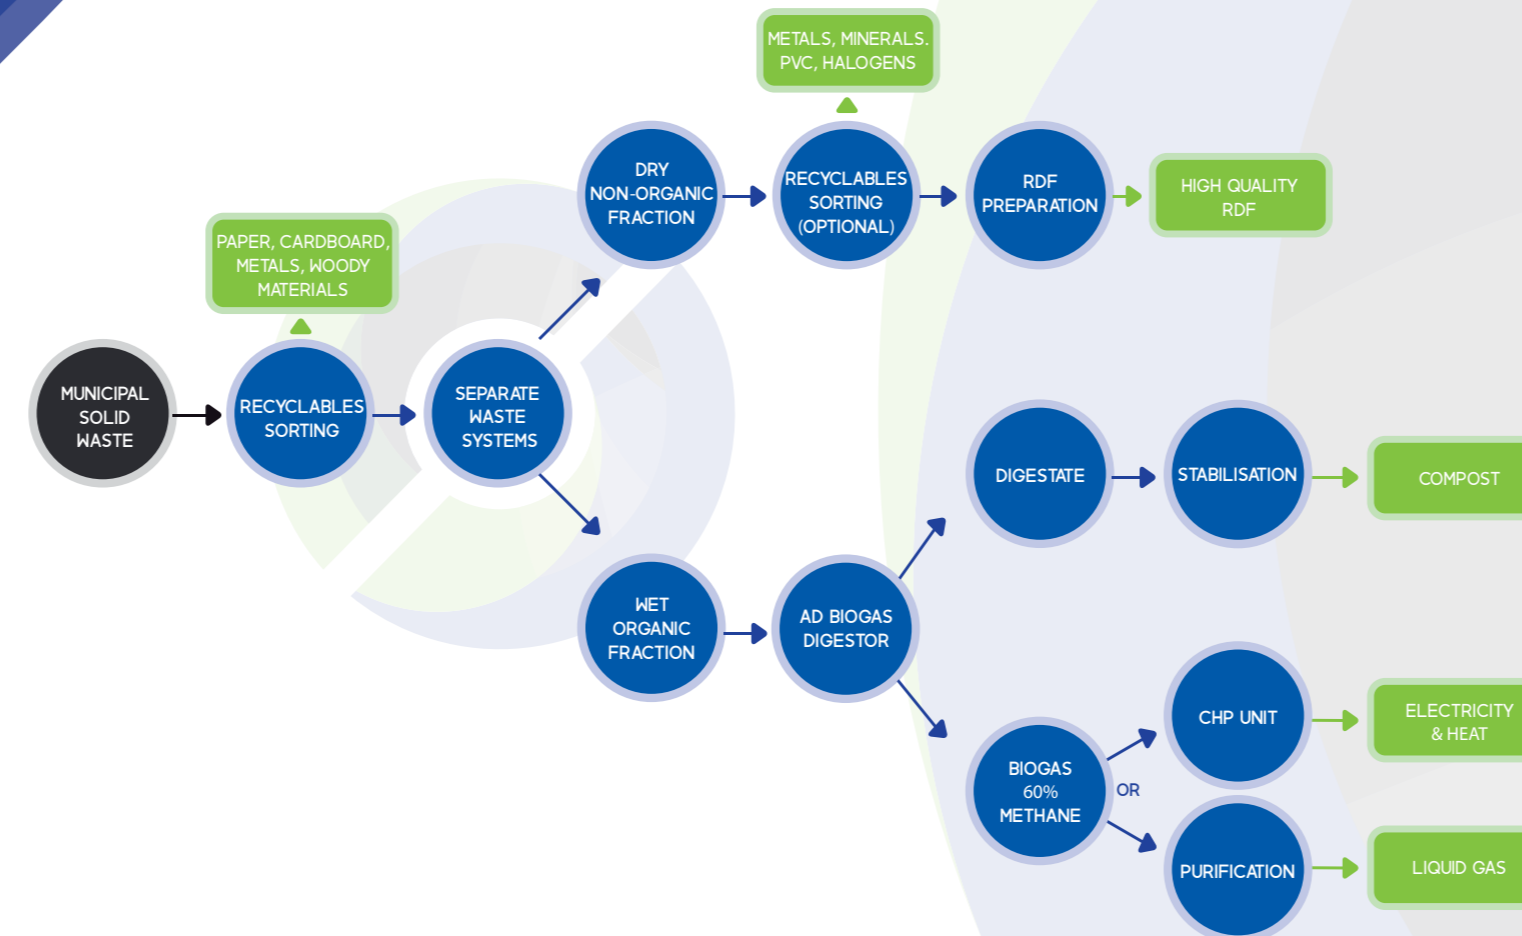 METALS, MINERALS.
PVC, HALOGENS
DRY
NON-ORGANIC
FRACTION
RECYCLABLES
SORTING
(OPTIONAL)
RDF
PREPARATION
HIGH QUALITY
RDF
PAPER, CARDBOARD,
METALS, WOODY
MATERIALS
MUNICIPAL
SOLID
WASTE
RECYCLABLES
SORTING
SEPARATE
WASTE
SYSTEMS
DIGESTATE
STABILISATION
COMPOST
WET
ORGANIC
FRACTION
AD BIOGAS
DIGESTOR
BIOGAS
60%
METHANE
OR
CHP UNIT
ELECTRICITY
& HEAT
PURIFICATION
LIQUID GAS